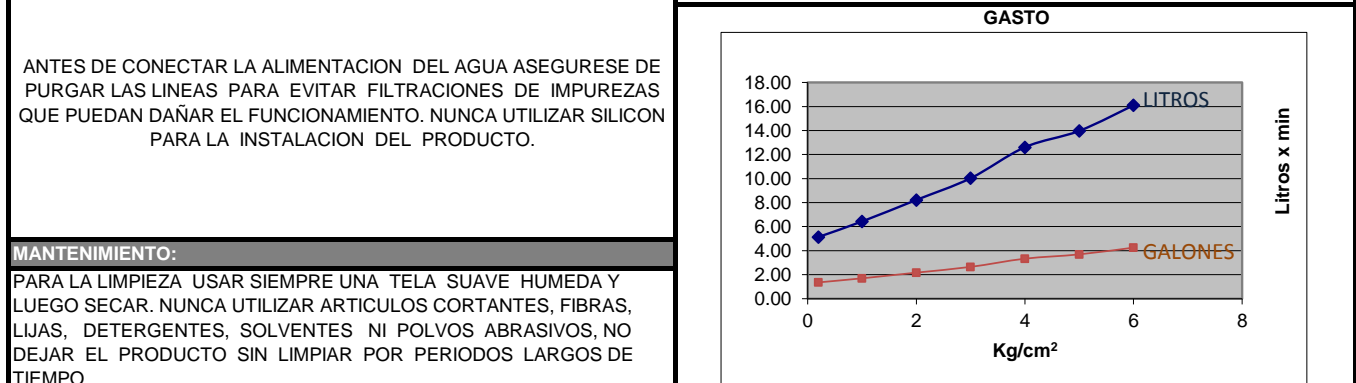 ANTES DE CONECTAR LA ALIMENTACION DEL AGUA ASEGURESE DE
PURGAR LAS LINEAS PARA EVITAR FILTRACIONES DE IMPUREZAS
QUE PUEDAN DAÑAR EL FUNCIONAMIENTO. NUNCA UTILIZAR SILICON
PARA LA INSTALACION DEL PRODUCTO.
MANTENIMIENTO:
PARA LA LIMPIEZA USAR SIEMPRE UNA TELA SUAVE HUMEDA Y
LUEGO SECAR. NUNCA UTILIZAR ARTICULOS CORTANTES, FIBRAS,
LIJAS, DETERGENTES, SOLVENTES NI POLVOS ABRASIVOS, NO
DEJAR EL PRODUCTO SIN LIMPIAR POR PERIODOS LARGOS DE
TIEMPO
GASTO
18.00
16.00
14.00
12.00
10.00
8.00
6.00
4.00
2.00
0.00
LITROS
GALONES
0 2 4 6 8
Kg/cm²
Litros x min